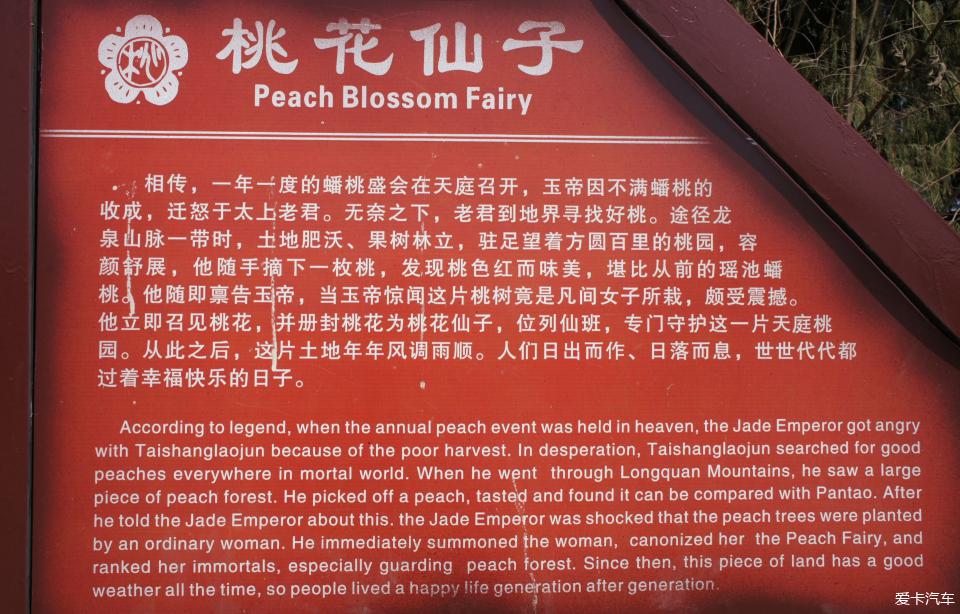 桃
桃花仙子
Peach Blossom Fairy
相传，一年一度的蟠桃盛会在天庭召开，玉帝因不满蟠桃的
收成，迁怒于太上老君。无奈之下，老君到地界寻找好桃。途径龙
泉山脉一带时，土地肥沃、果树林立，驻足望着方圆百里的桃园，容
颜舒展，他随手摘下一枚桃，发现桃色红而味美，堪比从前的瑶池蟠
桃。他随即禀告玉帝，当玉帝惊闻这片桃树竟是凡间女子所栽，颇受震撼。
他立即召见桃花，并册封桃花为桃花仙子，位列仙班，专门守护这一片天庭桃
园。从此之后，这片土地年年风调雨顺。人们日出而作、日落而息，世世代代都
过着幸福快乐的日子。
According to legend, when the annual peach event was held in heaven, the Jade Emperor got angry
with Taishanglaojun because of the poor harvest. In desperation, Taishanglaojun searched for good
peaches everywhere in mortal world. When he went through Longquan Mountains, he saw a large
piece of peach forest. He picked off a peach, tasted and found it can be compared with Pantao. After
he told the Jade Emperor about this. the Jade Emperor was shocked that the peach trees were planted
by an ordinary woman. He immediately summoned the woman, canonized her the Peach Fairy, and
ranked her immortals, especially guarding peach forest. Since then, this piece of land has a good
weather all the time, so people lived a happy life generation after generation.
爱卡汽车